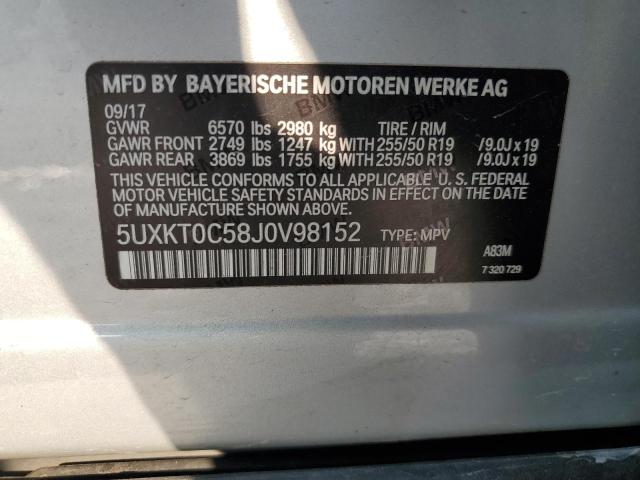 MFD BY BAYERISCHE MOTOREN WERKE AG
09/17
GVWR 6570 lbs 2980 kg TIRE / RIM
GAWR FRONT 2749 lbs 1247 kg WITH 255/50 R19 /9.0J x 19
GAWR REAR 3869 lbs 1755 kg WITH 255/50 R19 /9.0J x 19
THIS VEHICLE CONFORMS TO ALL APPLICABLE U. S. FEDERAL
MOTOR VEHICLE SAFETY STANDARDS IN EFFECT ON THE DATE
OF MANUFACTURE SHOWN ABOVE.
5UXKT0C58J0V98152 TYPE: MPV
A83M
7 320 729